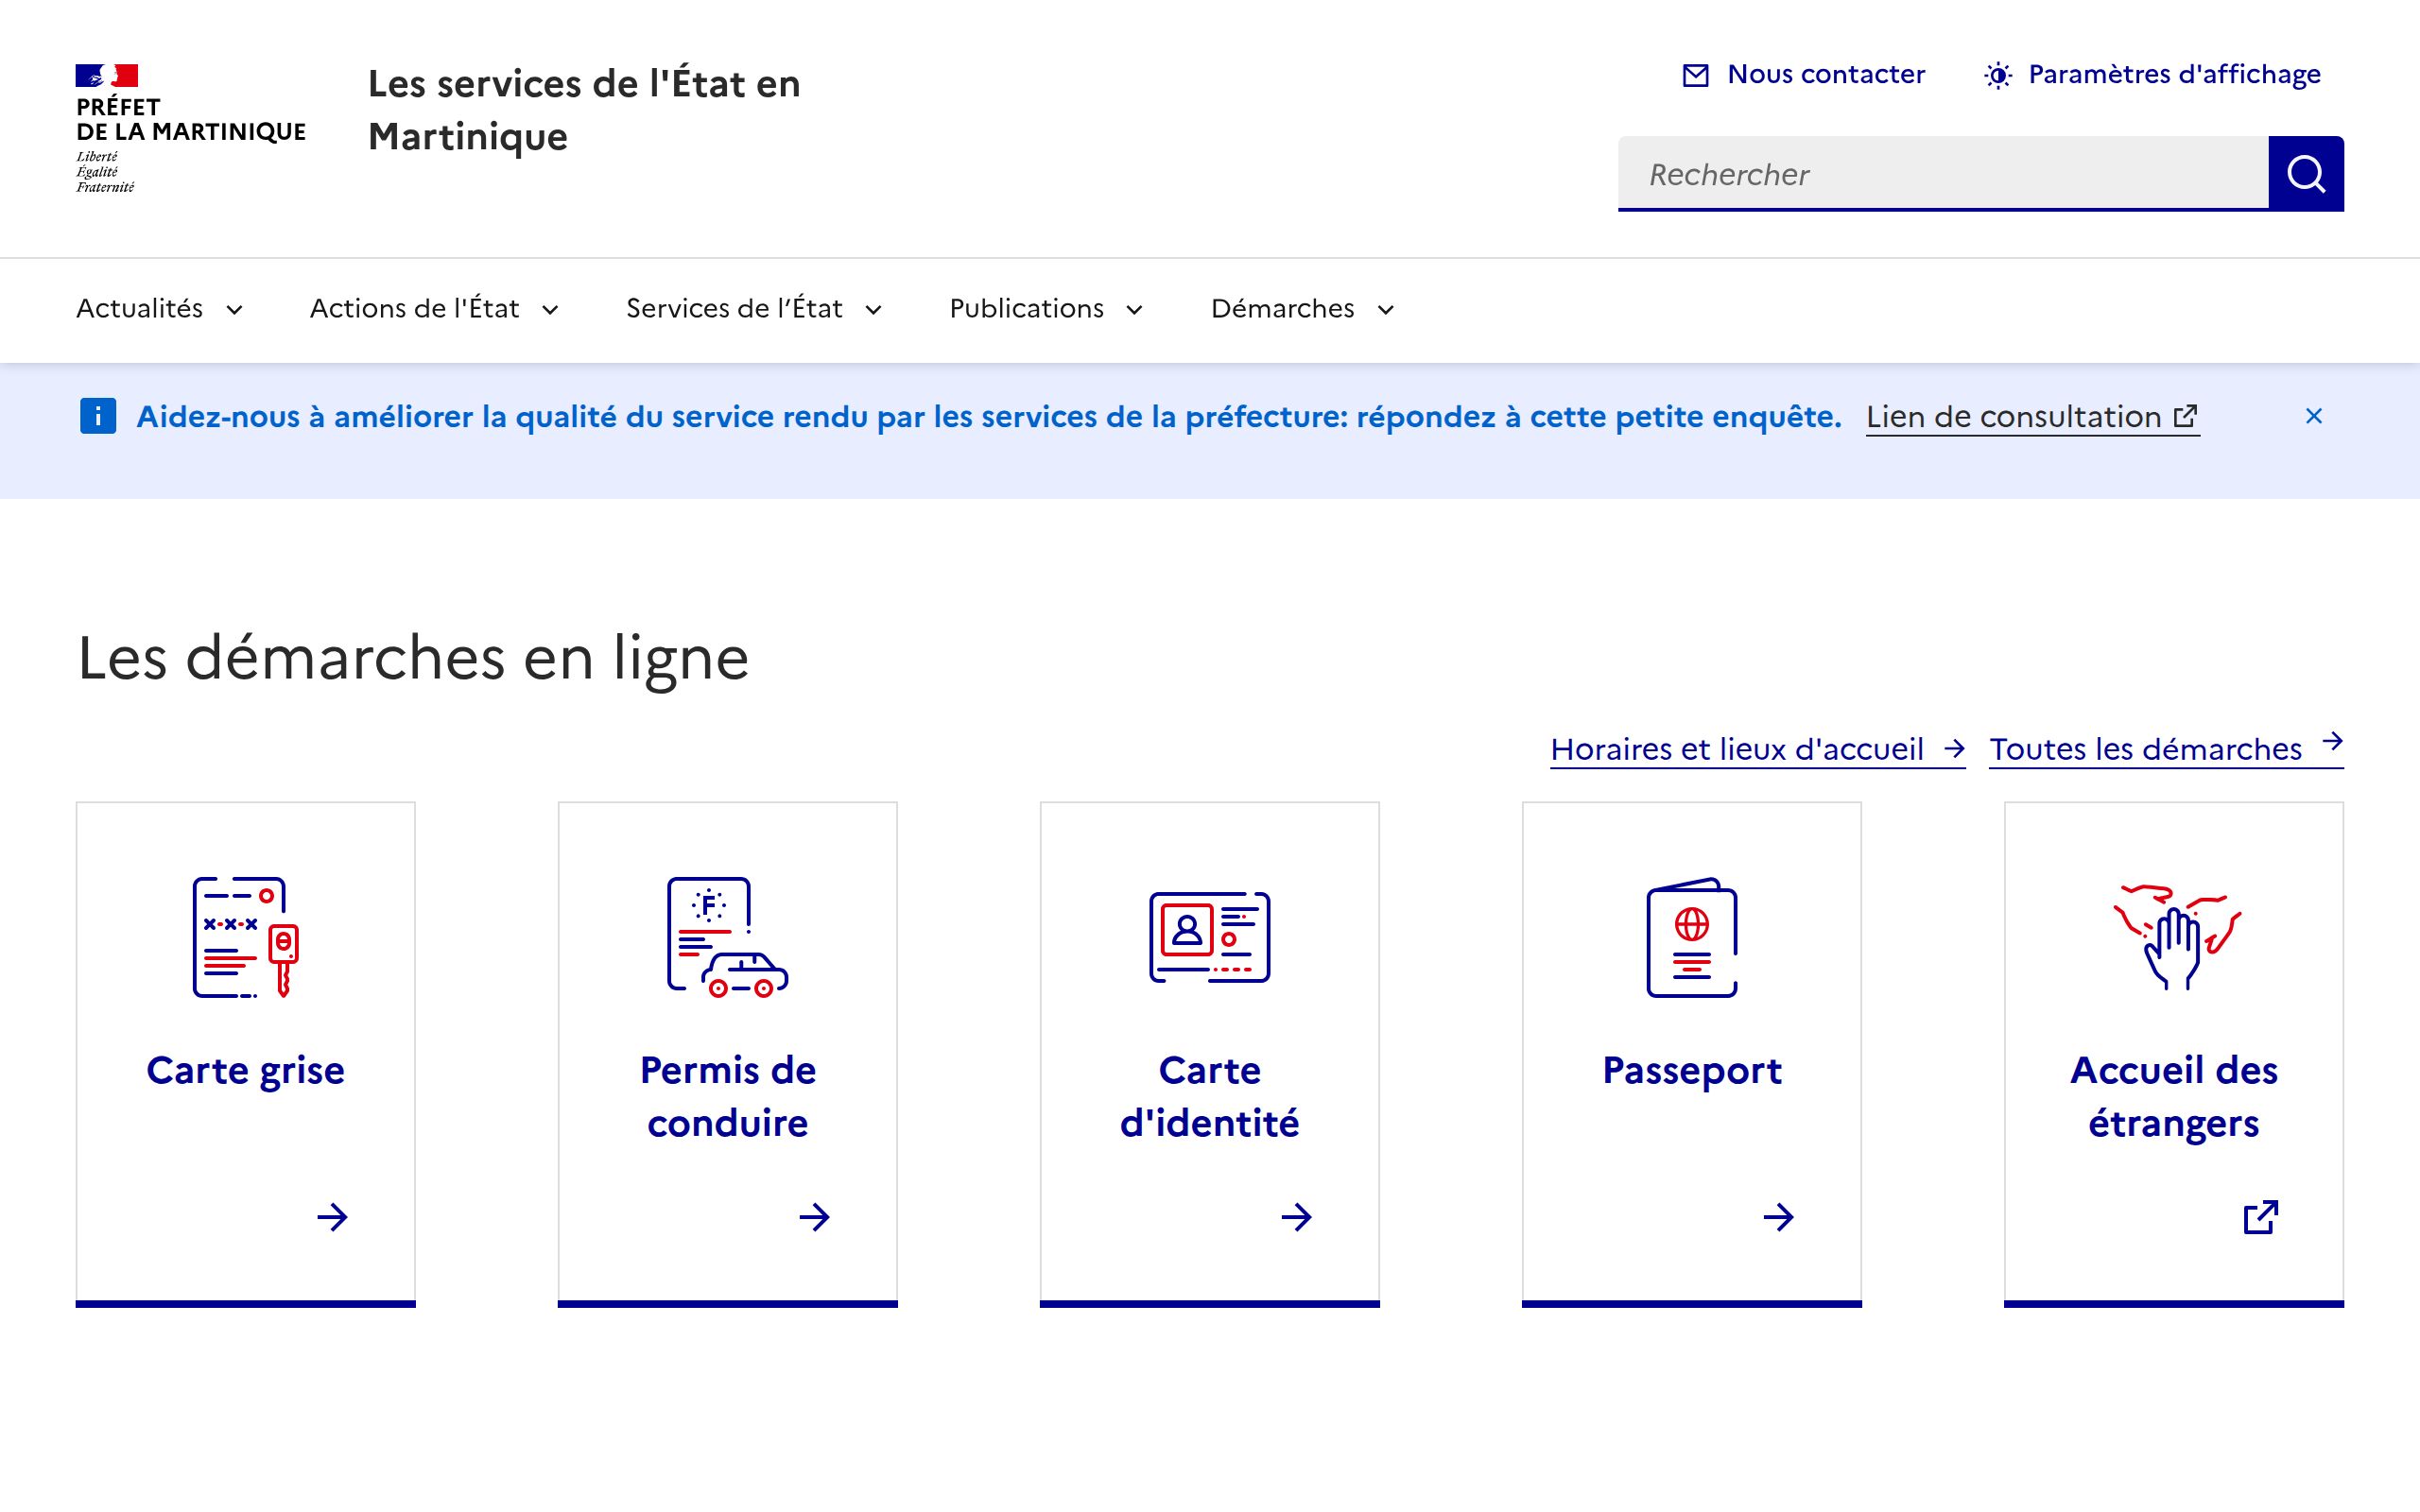 PRÉFET
DE LA MARTINIQUE
Liberté
Égalité
Fraternité
Les services de l'État en
Martinique
Nous contacter
Paramètres d'affichage
Rechercher
Actualités
Actions de l'État
Services de l’État
Publications
Démarches
Aidez-nous à améliorer la qualité du service rendu par les services de la préfecture: répondez à cette petite enquête. Lien de consultation
Les démarches en ligne
Horaires et lieux d'accueil
Toutes les démarches
F
Carte grise
Permis de
conduire
Carte
d'identité
Passeport
Accueil des
étrangers